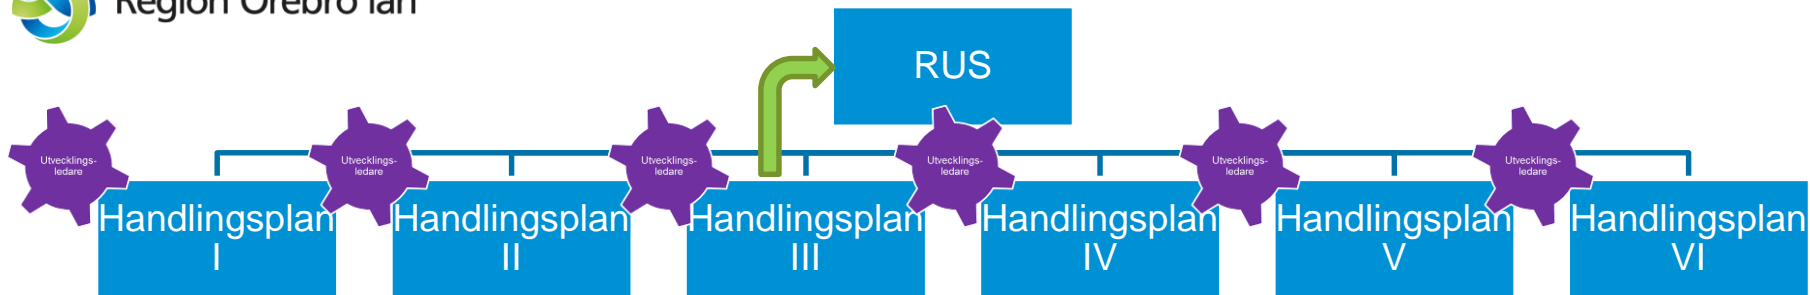 Region Örebro län
RUS
Utvecklings-
ledare
Utvecklings-
ledare
Utvecklings-
ledare
Utvecklings-
ledare
Utvecklings-
ledare
Utvecklings-
ledare
Handlingsplan
I
Handlingsplan
II
Handlingsplan
III
Handlingsplan
IV
Handlingsplan
V
Handlingsplan
VI